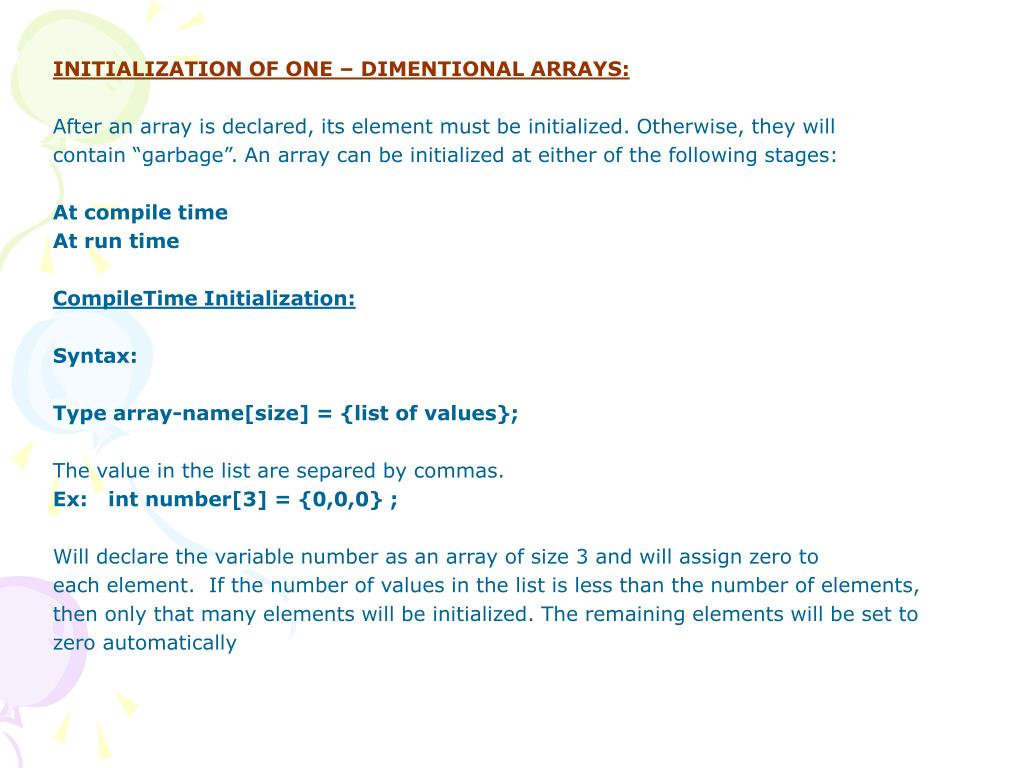 INITIALIZATION OF ONE – DIMENTIONAL ARRAYS:
After an array is declared, its element must be initialized. Otherwise, they will
contain “garbage”. An array can be initialized at either of the following stages:
At compile time
At run time
CompileTime Initialization:
Syntax:
Type array-name[size] = {list of values};
The value in the list are separed by commas.
Ex:   int number[3] = {0,0,0} ;
Will declare the variable number as an array of size 3 and will assign zero to
each element.  If the number of values in the list is less than the number of elements,
then only that many elements will be initialized. The remaining elements will be set to
zero automatically